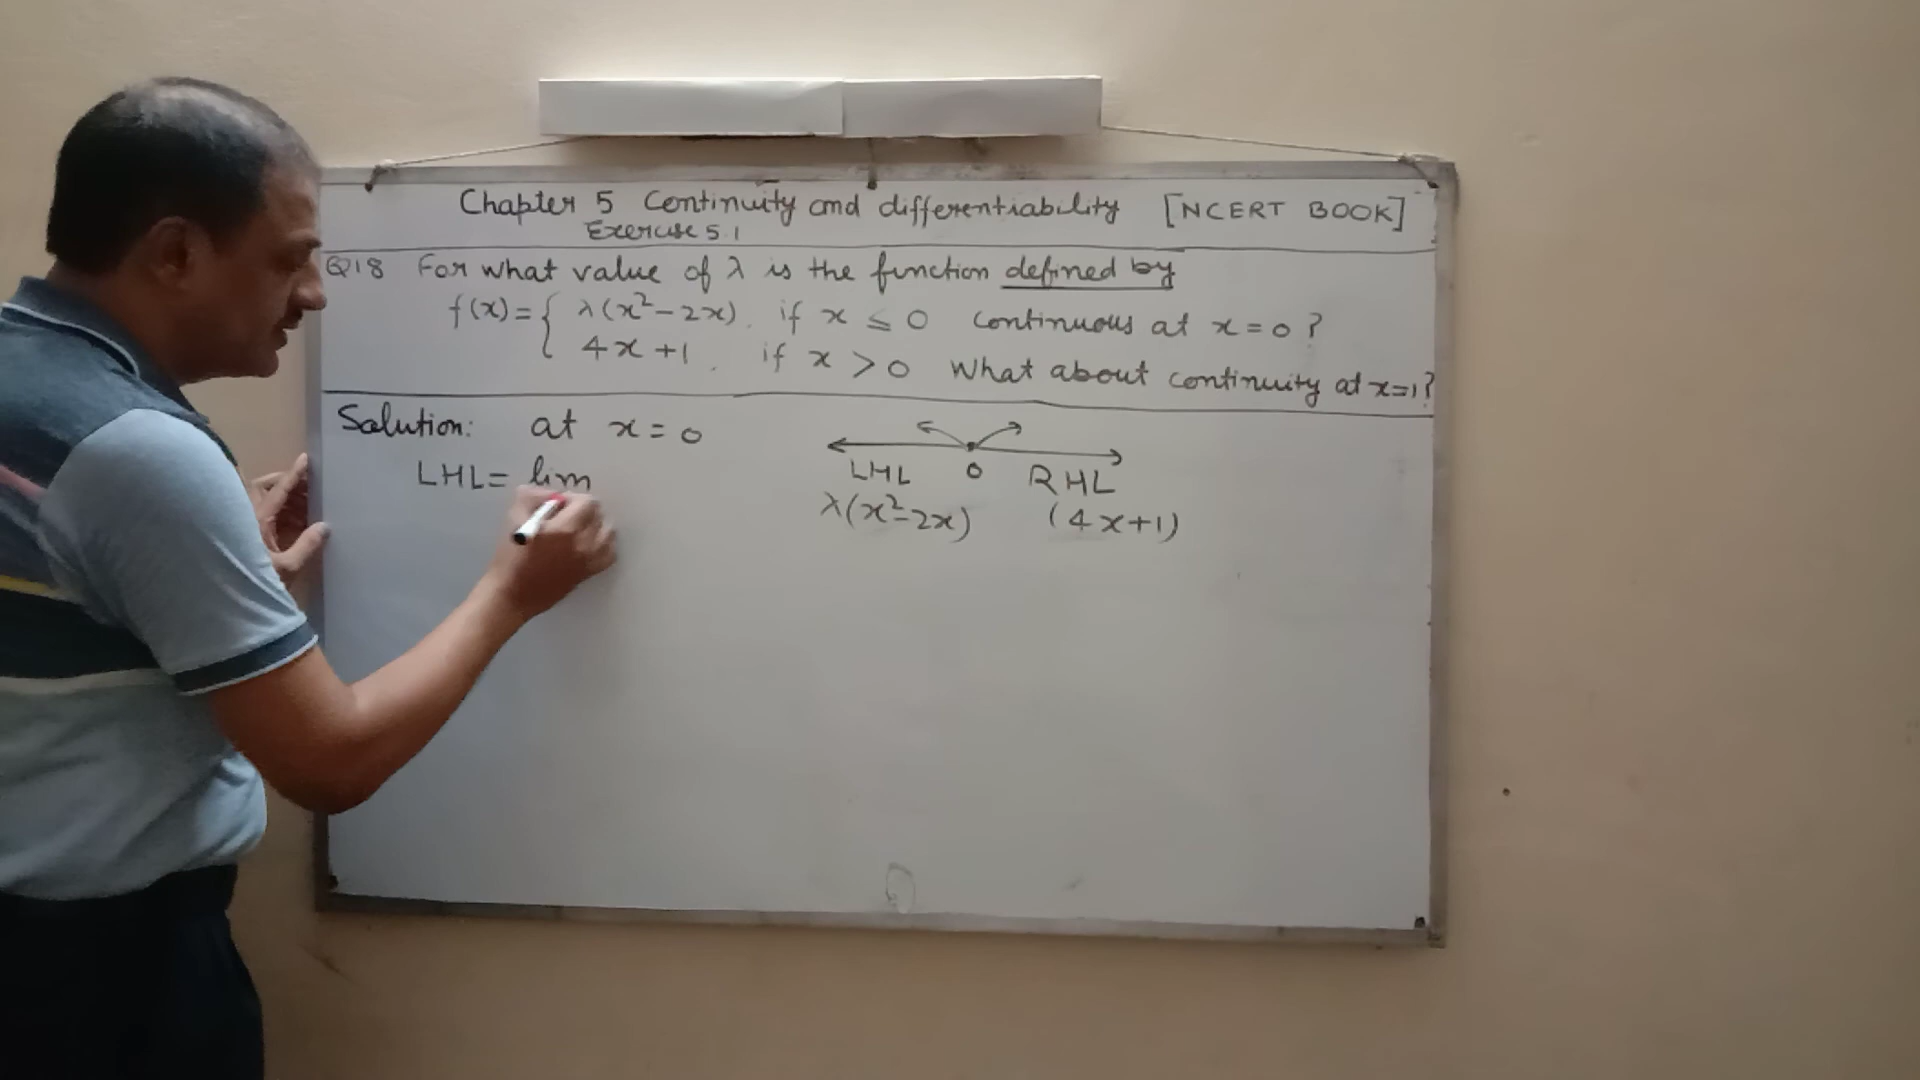 Chapter 5 Continuity and differentiability [NCERT BOOK]
Exercise 5.1
Q18 For what value of λ is the function defined by
f(x) = { λ(x²-2x), if x ≤ 0 continuous at x = 0 ?
4x+1, if x > 0 What about continuity at x=1?
Solution: at x = 0
LHL 0 RHL
LHL = lim
λ(x²-2x) (4x+1)